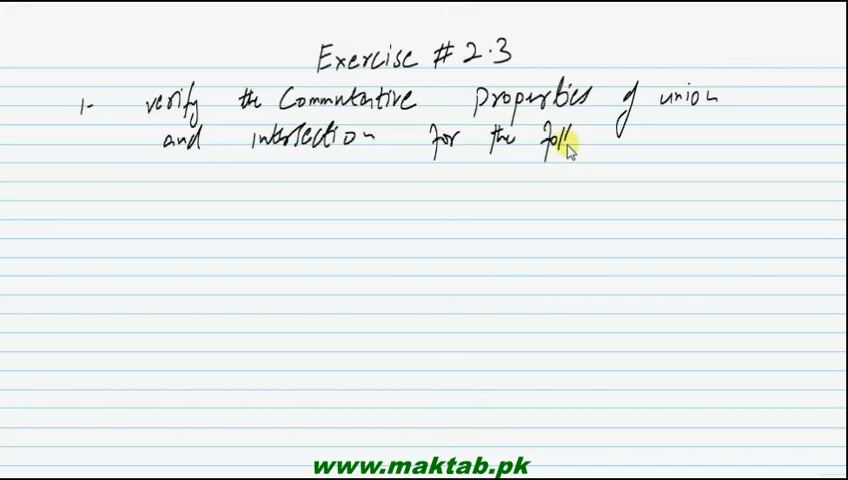 Exercise # 2.3
1- verify the Commutative properties of union
and intersection for the foll
www.maktab.pk